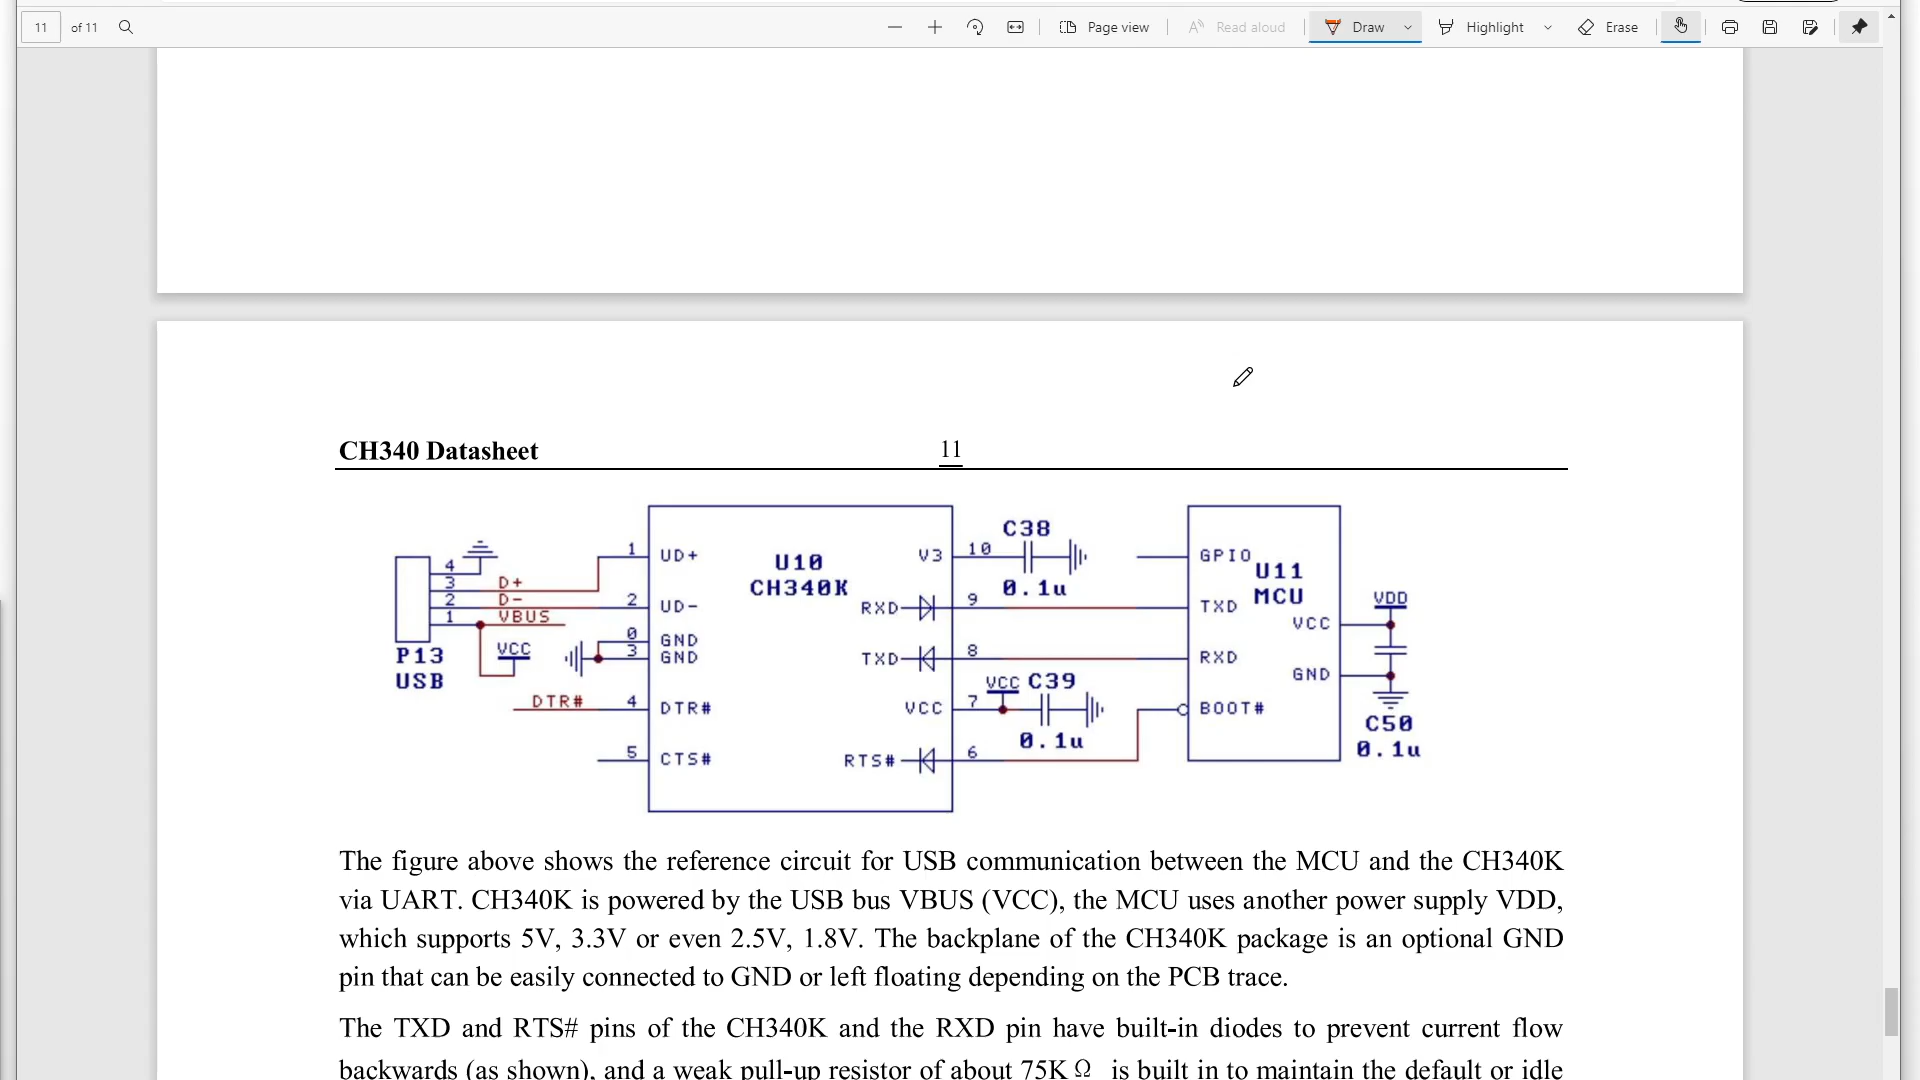 11 of 11 Page view Read aloud Draw Highlight Erase
CH340 Datasheet 11
C38
1 UD+ U10 V3 10 GPIO
CH340K 0.1u U11
4
3 D+
2 D- 2 UD- RXD 9 TXD MCU VDD
1 VBUS VCC
0 GND
VCC 3 GND TXD 8 RXD
P13 GND
USB VCC C39
DTR# 4 DTR# VCC 7 BOOT#
0.1u C50
5 CTS# RTS# 6 0.1u
The figure above shows the reference circuit for USB communication between the MCU and the CH340K
via UART. CH340K is powered by the USB bus VBUS (VCC), the MCU uses another power supply VDD,
which supports 5V, 3.3V or even 2.5V, 1.8V. The backplane of the CH340K package is an optional GND
pin that can be easily connected to GND or left floating depending on the PCB trace.
The TXD and RTS# pins of the CH340K and the RXD pin have built-in diodes to prevent current flow
backwards (as shown), and a weak pull-up resistor of about 75KΩ is built in to maintain the default or idle